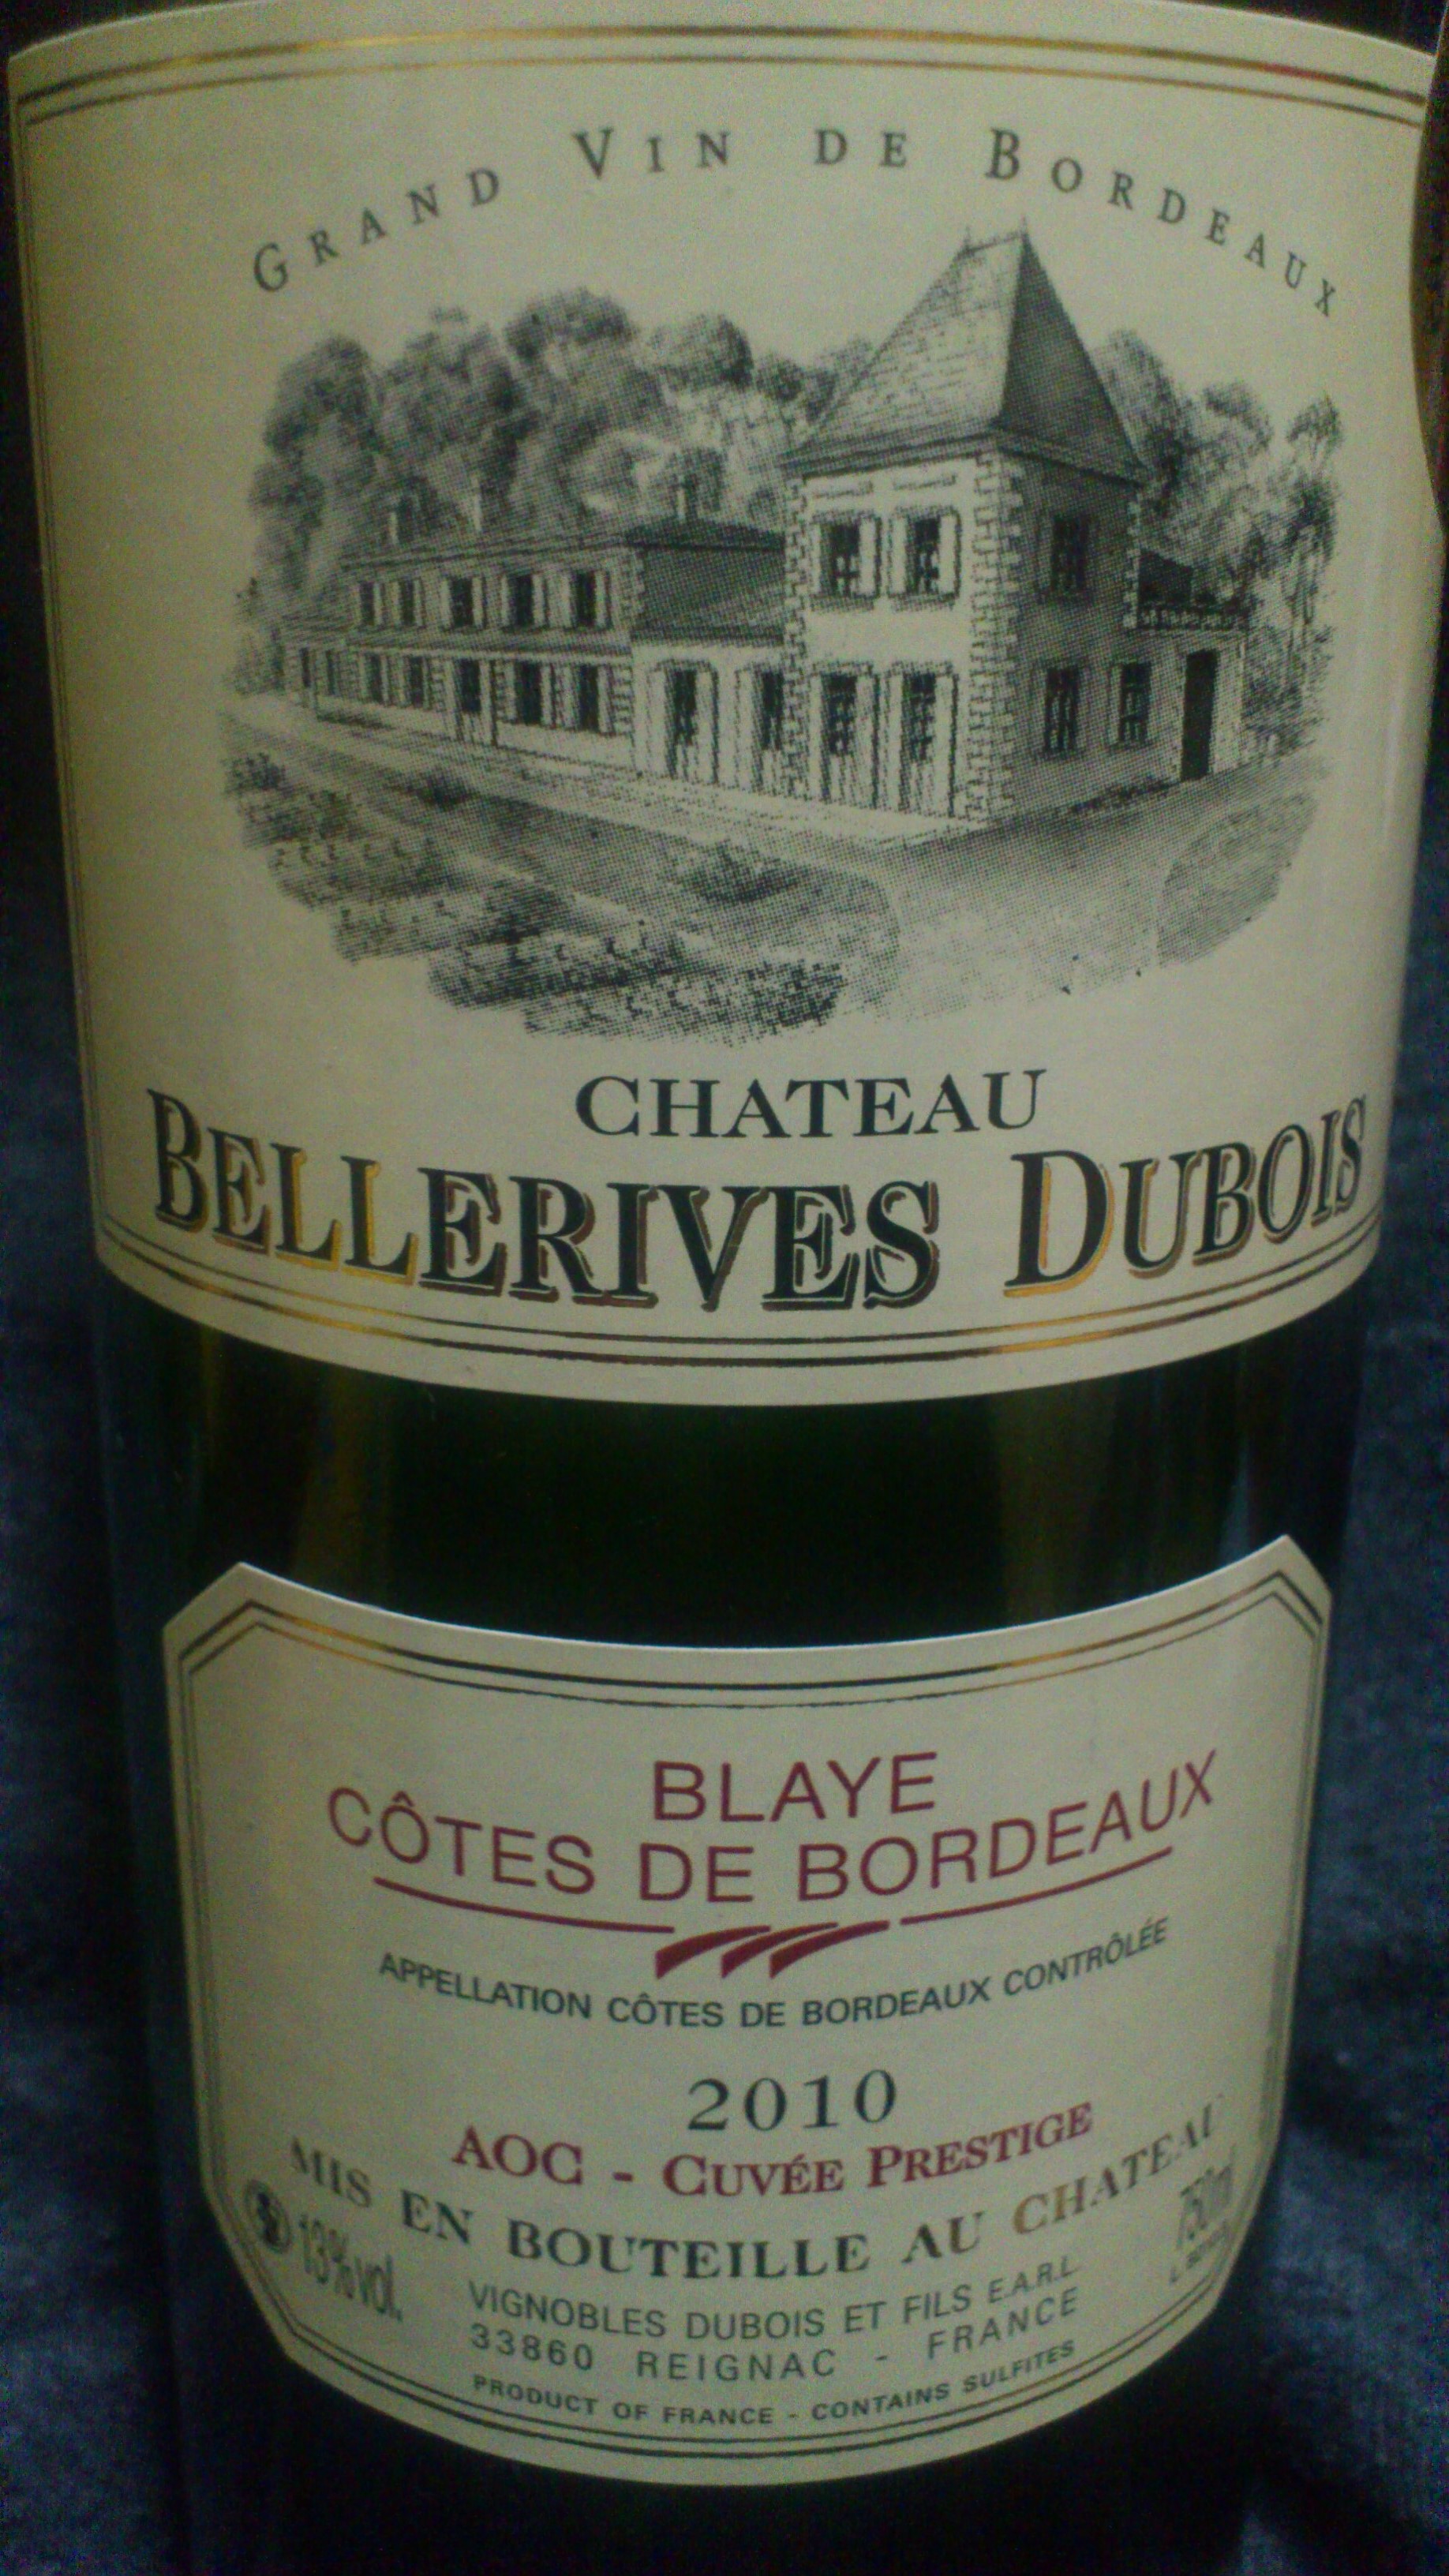 GRAND VIN DE BORDEAUX
CHATEAU
BELLERIVES DUBOIS
BLAYE
CÔTES DE BORDEAUX
APPELLATION CÔTES DE BORDEAUX CONTRÔLÉE
2010
AOC - CUVÉE PRESTIGE
MIS EN BOUTEILLE AU CHATEAU
13% vol.
750ml
VIGNOBLES DUBOIS ET FILS E.A.R.L
33860 REIGNAC - FRANCE
PRODUCT OF FRANCE - CONTAINS SULFITES